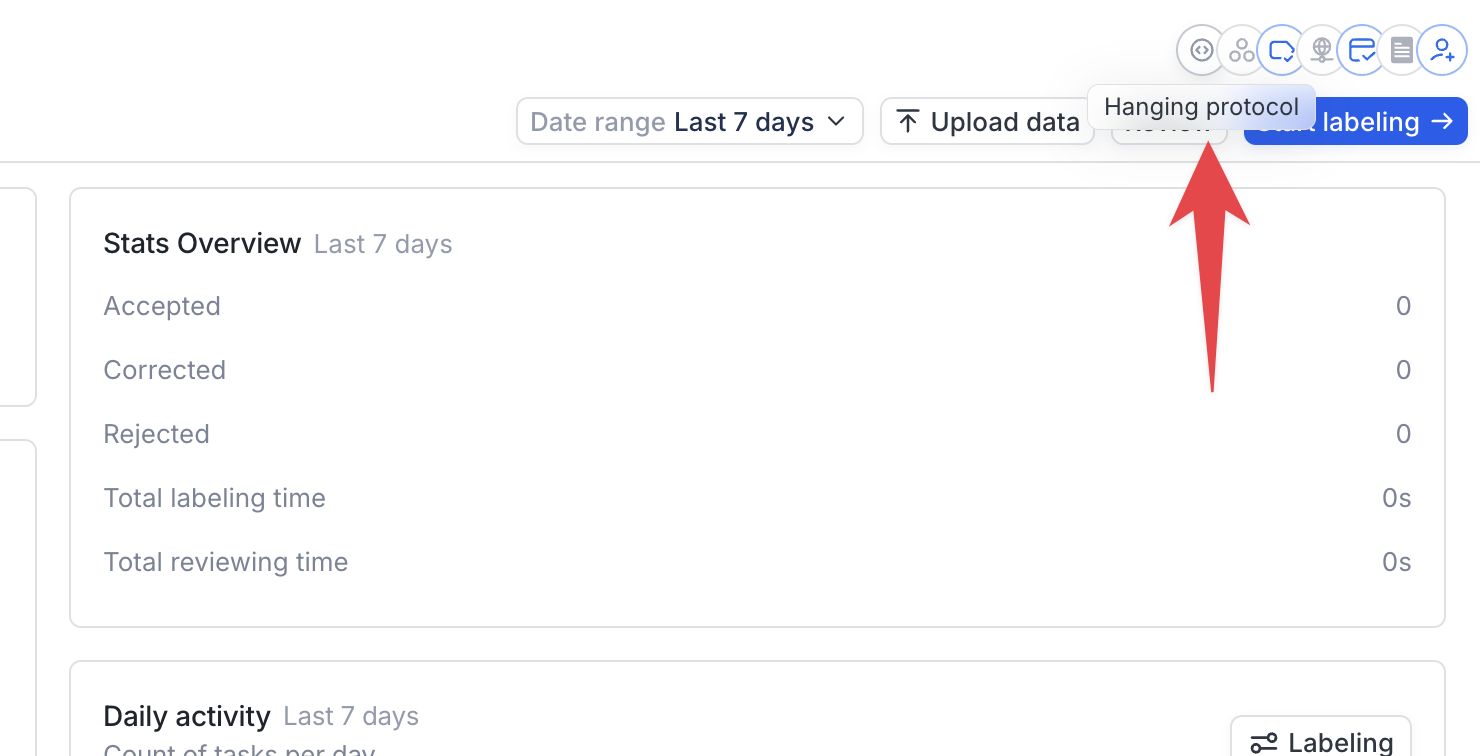 Hanging protocol
Date range Last 7 days
Upload data
Review
Start labeling
Stats Overview Last 7 days
Accepted 0
Corrected 0
Rejected 0
Total labeling time 0s
Total reviewing time 0s
Daily activity Last 7 days
Count of tasks per day
Labeling